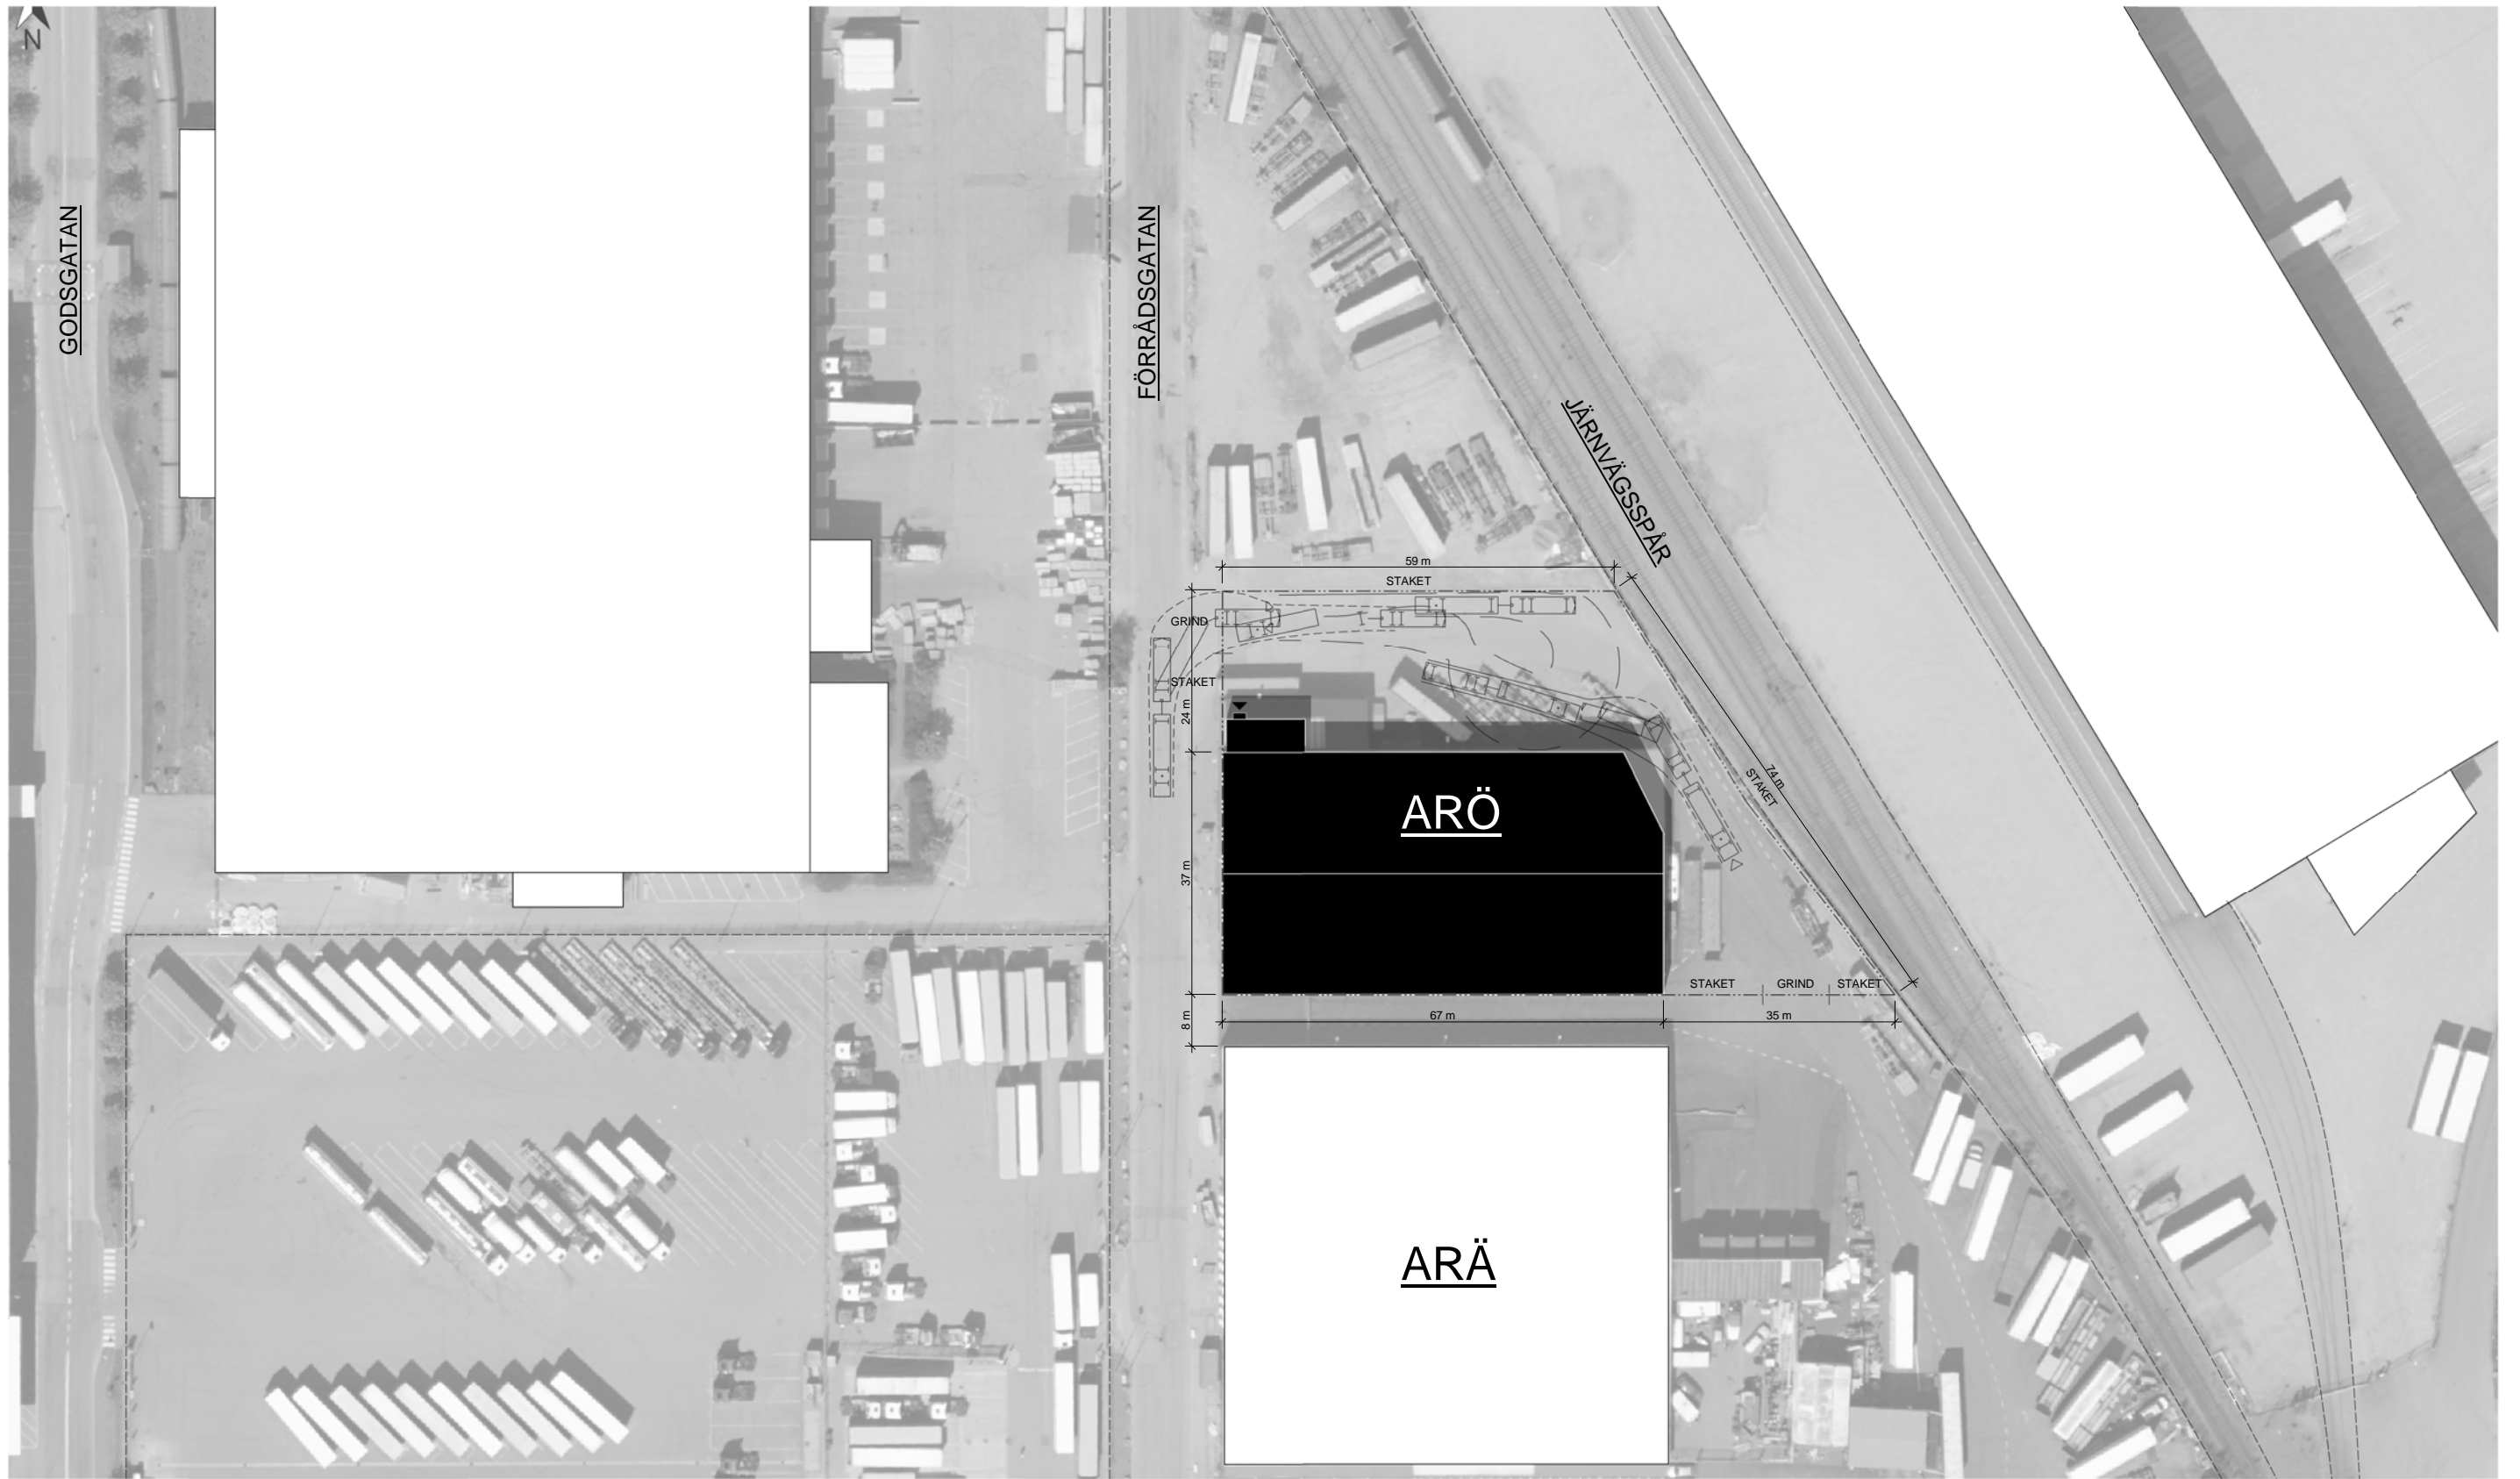 N
GODSGATAN
FÖRRÅDSGATAN
JÄRNVÄGSSPÅR
59 m
STAKET
GRIND
STAKET
24 m
74 m
STAKET
ARÖ
37 m
STAKET
GRIND
STAKET
8 m
67 m
35 m
ARÄ